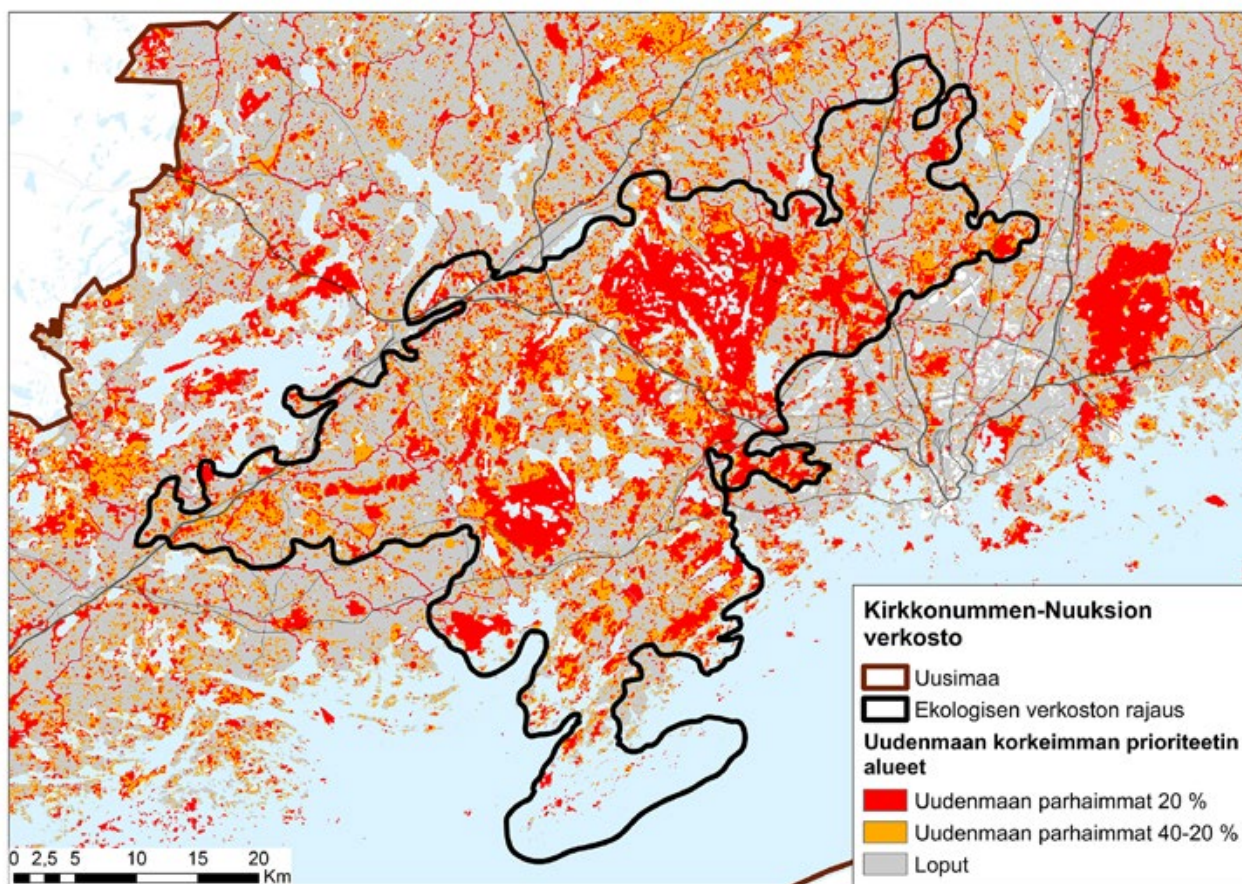 Kirkkonummen-Nuuksion
verkosto
Uusimaa
Ekologisen verkoston rajaus
Uudenmaan korkeimman prioriteetin
alueet
Uudenmaan parhaimmat 20 %
Uudenmaan parhaimmat 40-20 %
Loput
0 2,5 5 10 15 20
Km